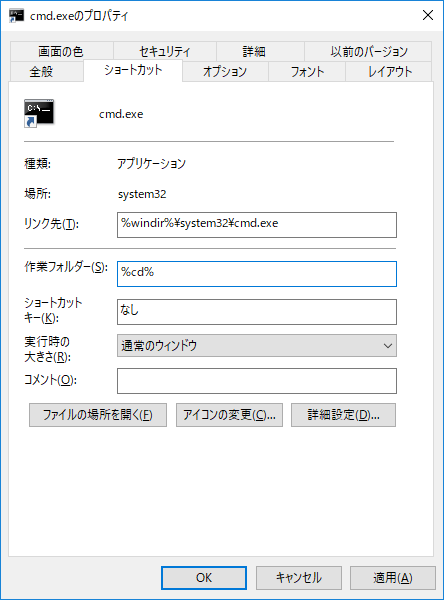 cmd.exeのプロパティ
画面の色 セキュリティ 詳細 以前のバージョン
全般 ショートカット オプション フォント レイアウト
C:\_
cmd.exe
種類: アプリケーション
場所: system32
リンク先(T): %windir%¥system32¥cmd.exe
作業フォルダー(S): %cd%
ショートカット
キー(K): なし
実行時の
大きさ(R): 通常のウィンドウ
コメント(O):
ファイルの場所を開く(F) アイコンの変更(C)... 詳細設定(D)...
OK キャンセル 適用(A)